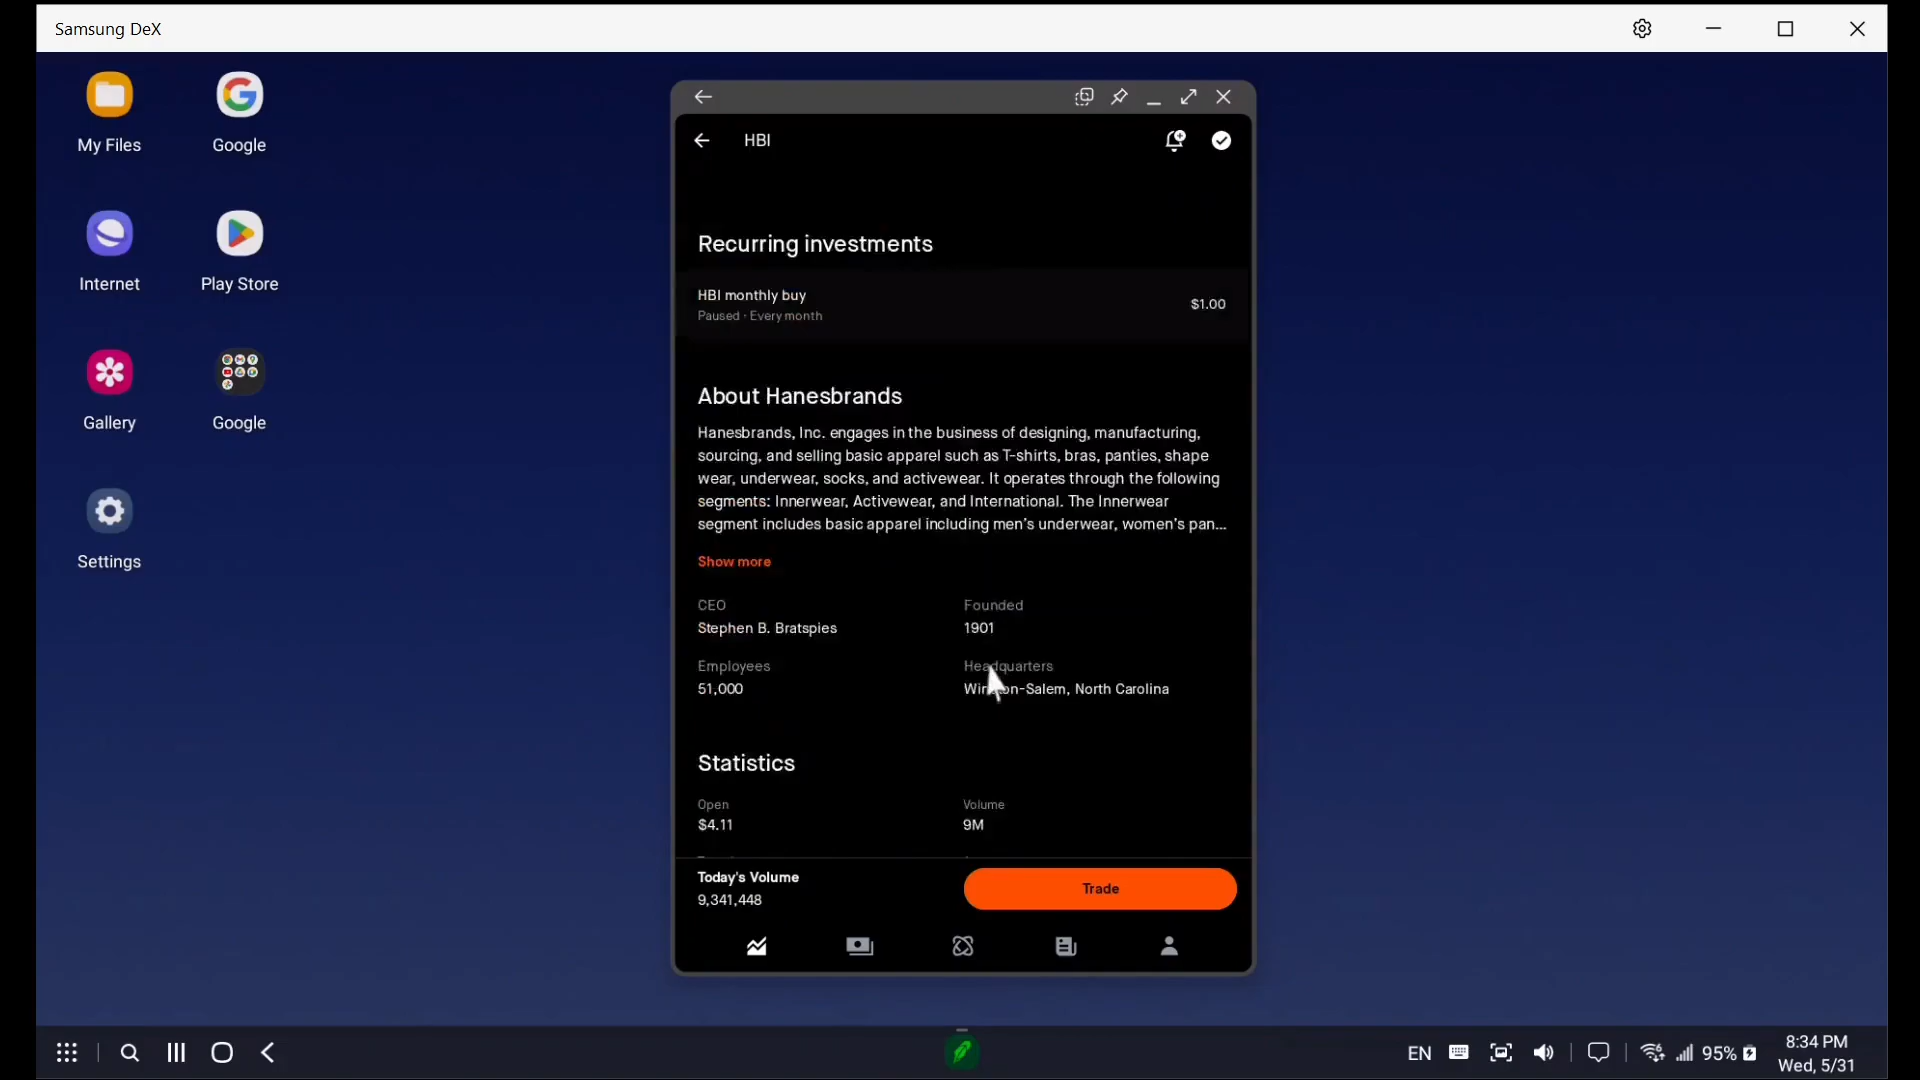 Samsung DeX
My Files
Google
Internet
Play Store
Gallery
Google
Settings
HBI
Recurring investments
HBI monthly buy
$1.00
Paused · Every month
About Hanesbrands
Hanesbrands, Inc. engages in the business of designing, manufacturing,
sourcing, and selling basic apparel such as T-shirts, bras, panties, shape
wear, underwear, socks, and activewear. It operates through the following
segments: Innerwear, Activewear, and International. The Innerwear
segment includes basic apparel including men's underwear, women's pan...
Show more
CEO
Stephen B. Bratspies
Founded
1901
Employees
51,000
Headquarters
Winston-Salem, North Carolina
Statistics
Open
$4.11
Volume
9M
Today's Volume
9,341,448
Trade
EN
95%
8:34 PM
Wed, 5/31